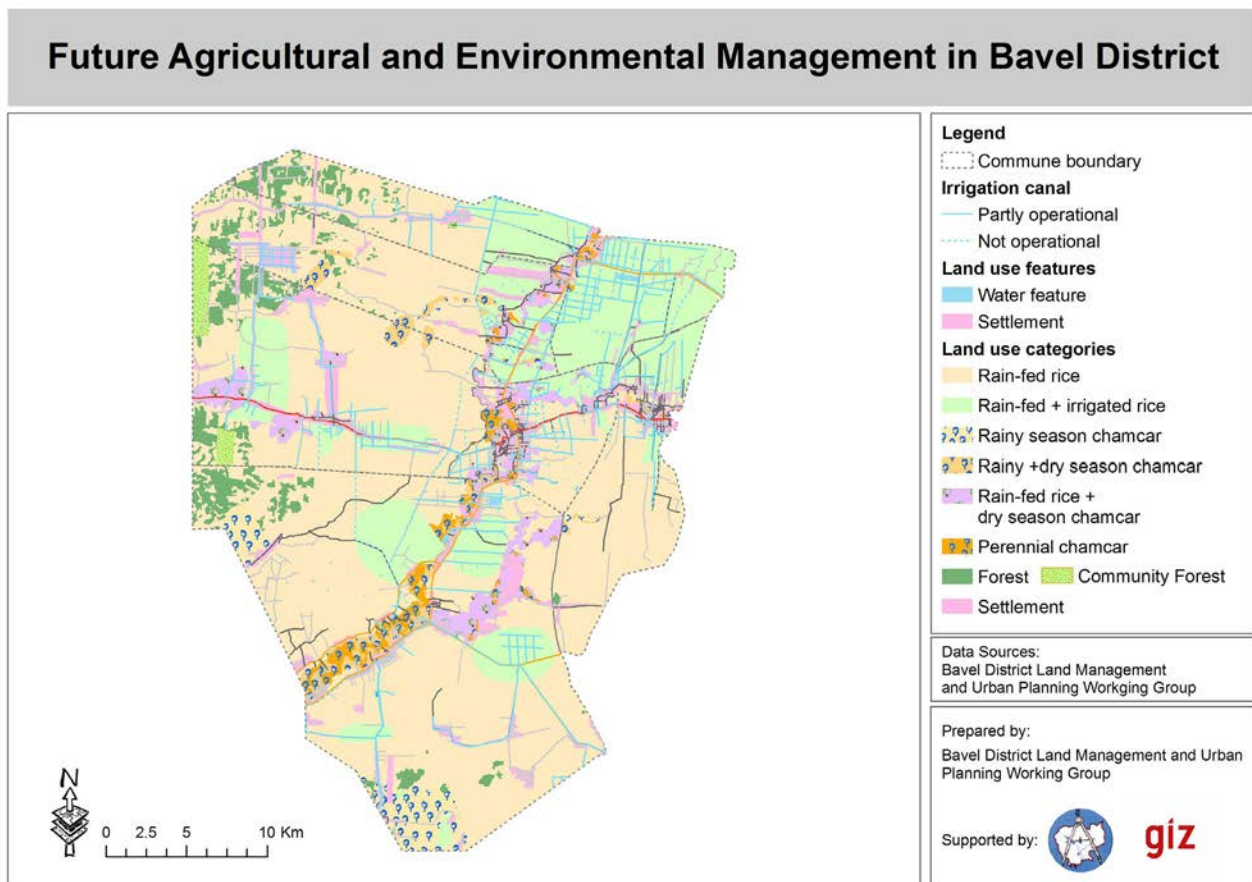 Future Agricultural and Environmental Management in Bavel District
Legend
Commune boundary
Irrigation canal
Partly operational
Not operational
Land use features
Water feature
Settlement
Land use categories
Rain-fed rice
Rain-fed + irrigated rice
Rainy season chamcar
Rainy +dry season chamcar
Rain-fed rice +
dry season chamcar
Perennial chamcar
Forest Community Forest
Settlement
Data Sources:
Bavel District Land Management
and Urban Planning Workging Group
Prepared by:
Bavel District Land Management and Urban
Planning Working Group
Supported by: giz
N
0 2.5 5 10 Km